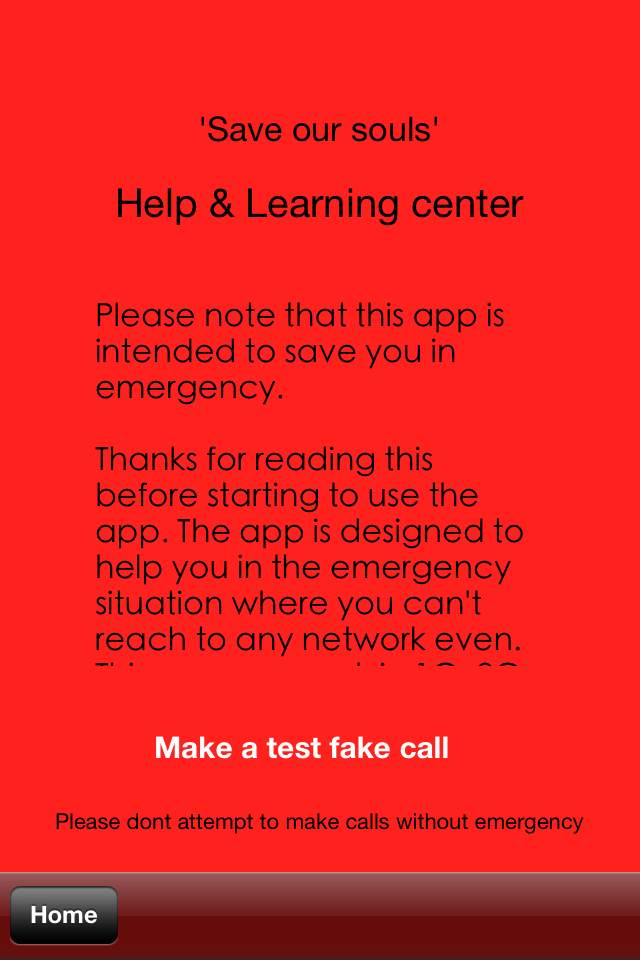 'Save our souls'
Help & Learning center
Please note that this app is
intended to save you in
emergency.
Thanks for reading this
before starting to use the
app. The app is designed to
help you in the emergency
situation where you can't
reach to any network even.
Make a test fake call
Please dont attempt to make calls without emergency
Home